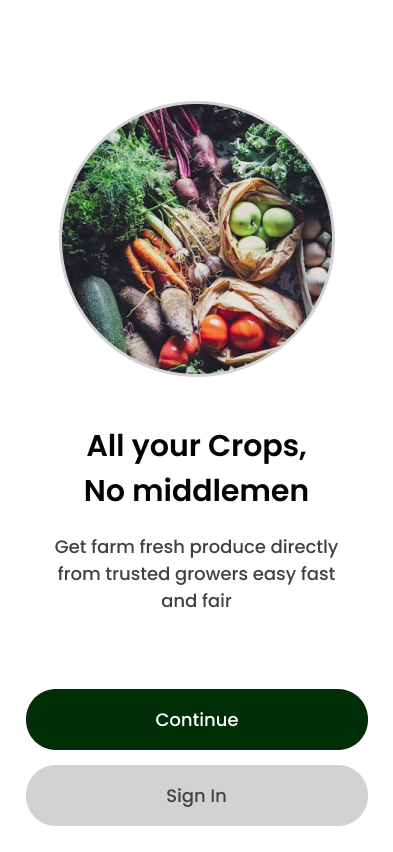 All your Crops,
No middlemen
Get farm fresh produce directly
from trusted growers easy fast
and fair
Continue
Sign In